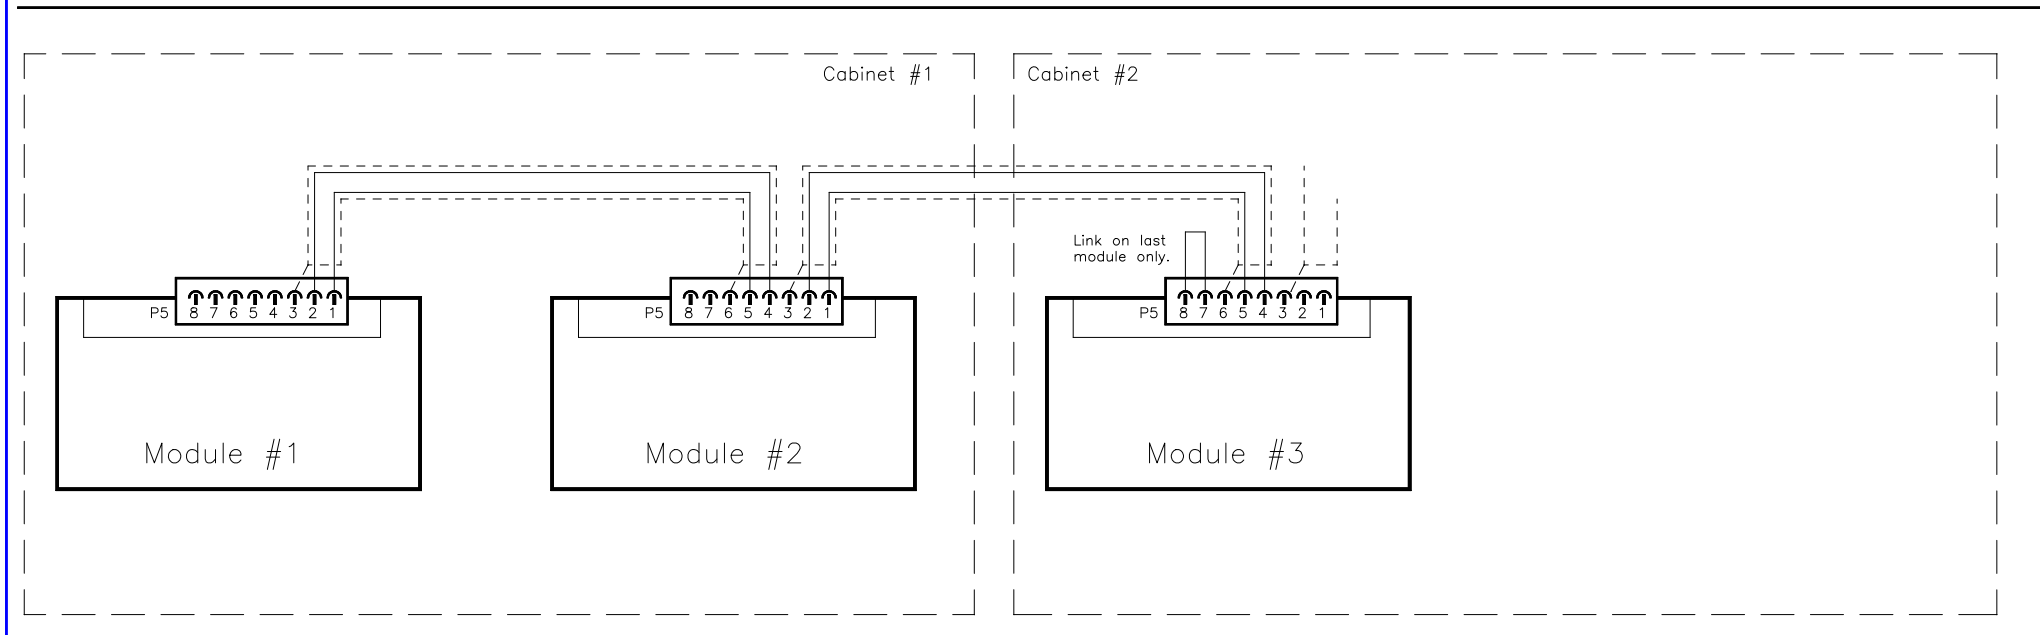 Cabinet #1
Cabinet #2
Link on last
module only.
P5 8 7 6 5 4 3 2 1
P5 8 7 6 5 4 3 2 1
P5 8 7 6 5 4 3 2 1
Module #1
Module #2
Module #3